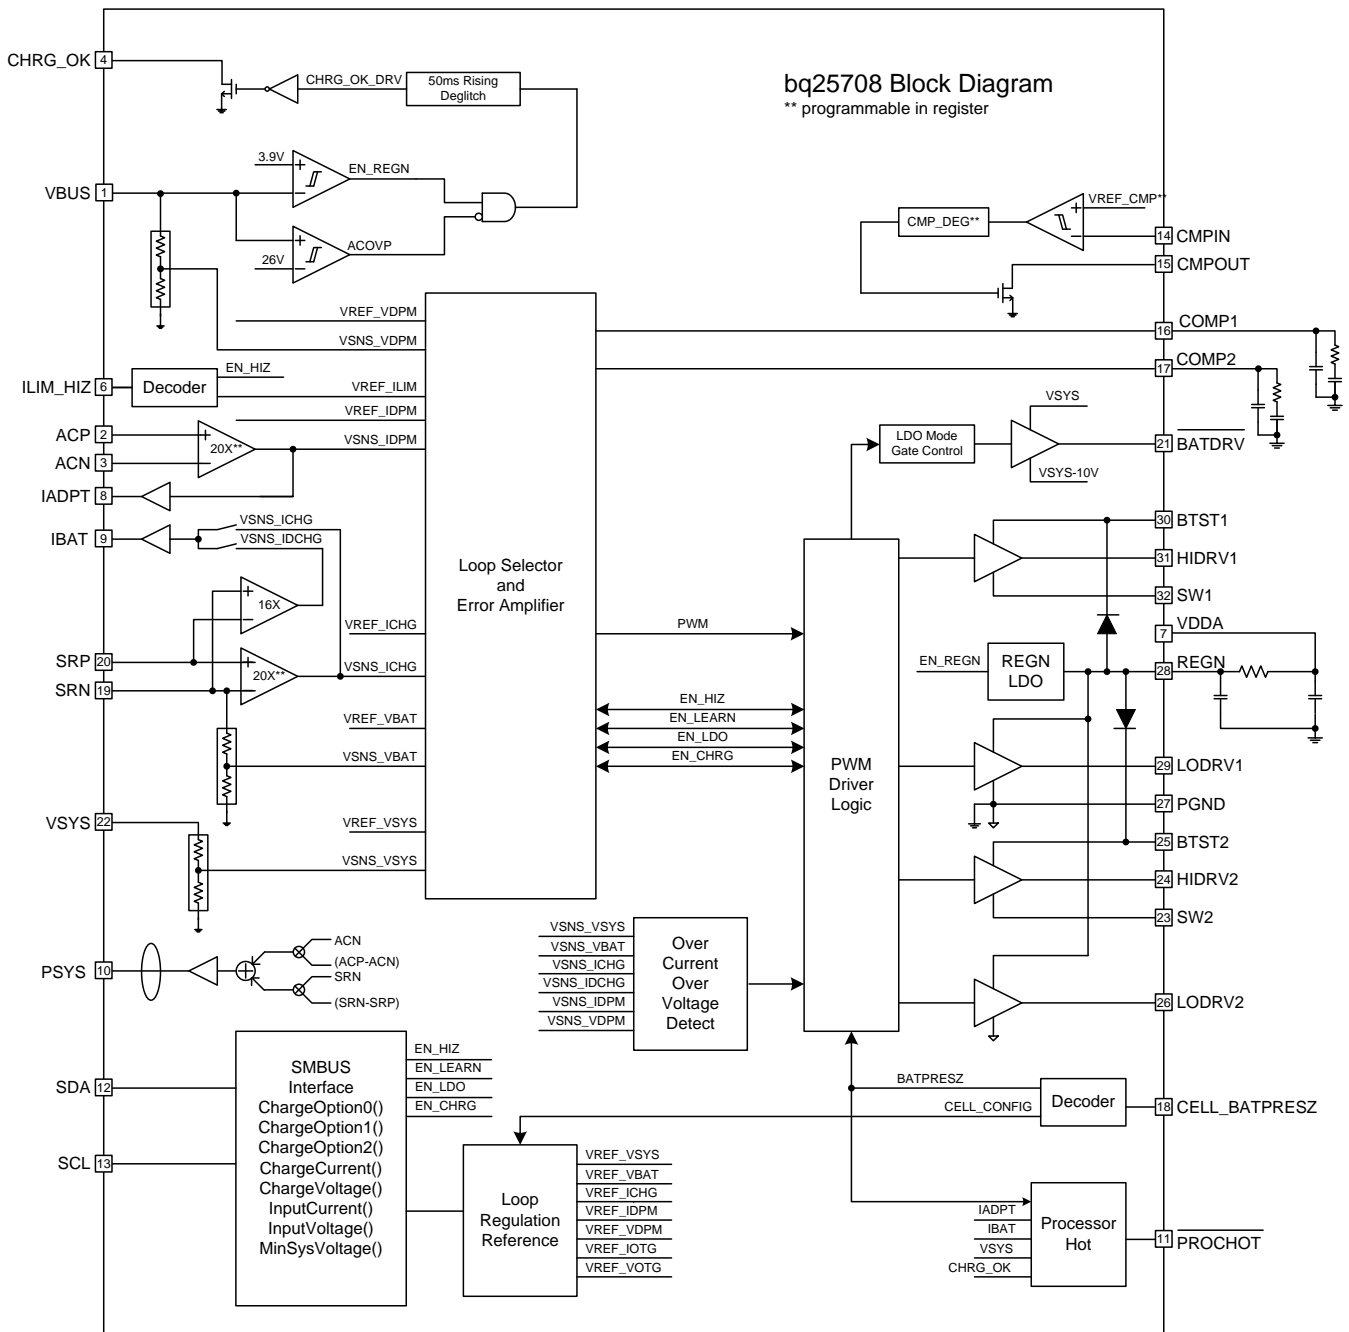 bq25708 Block Diagram
** programmable in register
CHRG_OK
4
CHRG_OK_DRV
50ms Rising
Deglitch
3.9V
+
−
EN_REGN
VBUS
1
+
−
ACOVP
26V
CMP_DEG**
VREF_CMP**
+
−
14
CMPIN
15
CMPOUT
VREF_VDPM
VSNS_VDPM
16
COMP1
17
COMP2
ILIM_HIZ
6
Decoder
EN_HIZ
VREF_ILIM
VREF_IDPM
ACP
2
+
20X**
−
VSNS_IDPM
ACN
3
IADPT
8
IBAT
9
VSNS_ICHG
VSNS_IDCHG
+
16X
−
VREF_ICHG
SRP
20
+
20X**
−
VSNS_ICHG
SRN
19
VREF_VBAT
VSNS_VBAT
VSYS
22
VREF_VSYS
VSNS_VSYS
Loop Selector
and
Error Amplifier
PWM
EN_HIZ
EN_LEARN
EN_LDO
EN_CHRG
PWM
Driver
Logic
LDO Mode
Gate Control
VSYS
VSYS-10V
21
BATDRV
30
BTST1
31
HIDRV1
32
SW1
7
VDDA
EN_REGN
REGN
LDO
28
REGN
29
LODRV1
27
PGND
25
BTST2
24
HIDRV2
23
SW2
26
LODRV2
PSYS
10
+
ACN
(ACP-ACN)
SRN
(SRN-SRP)
VSNS_VSYS
VSNS_VBAT
VSNS_ICHG
VSNS_IDCHG
VSNS_IDPM
VSNS_VDPM
Over
Current
Over
Voltage
Detect
SDA
12
SCL
13
SMBUS
Interface
ChargeOption0()
ChargeOption1()
ChargeOption2()
ChargeCurrent()
ChargeVoltage()
InputCurrent()
InputVoltage()
MinSysVoltage()
EN_HIZ
EN_LEARN
EN_LDO
EN_CHRG
Loop
Regulation
Reference
VREF_VSYS
VREF_VBAT
VREF_ICHG
VREF_IDPM
VREF_VDPM
VREF_IOTG
VREF_VOTG
BATPRESZ
CELL_CONFIG
Decoder
18
CELL_BATPRESZ
IADPT
IBAT
VSYS
CHRG_OK
Processor
Hot
11
PROCHOT